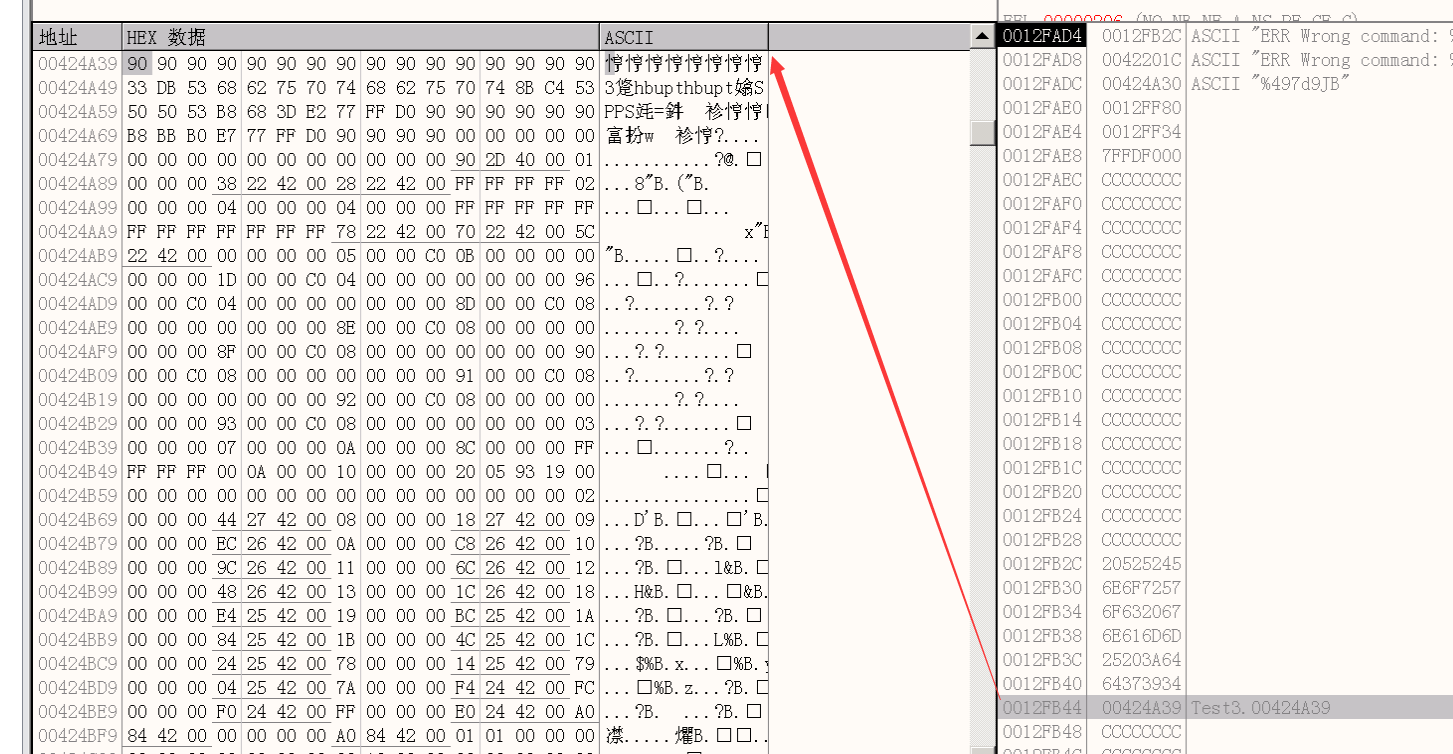 地址 HEX 数据 ASCII
00424A39 90 90 90 90 90 90 90 90 90 90 90 90 90 90 90 90 悙悙悙悙悙悙悙悙
00424A49 33 DB 53 68 62 75 70 74 68 62 75 70 74 8B C4 53 3跾hbupthbupt嬆S
00424A59 50 50 53 B8 68 3D E2 77 FF D0 90 90 90 90 90 90 PPS竓=鈝
00424A69 B8 BB B0 E7 77 FF D0 90 90 90 90 00 00 00 00 00
00424A79 00 00 00 00 00 00 00 00 00 00 00 90 2D 40 00 01 ...........?@.□
00424A89 00 00 00 38 22 42 00 28 22 42 00 FF FF FF FF 02 ...8"B.("B.
00424A99 00 00 00 04 00 00 00 04 00 00 00 FF FF FF FF FF ...□...□...
00424AA9 FF FF FF FF FF FF FF 78 22 42 00 70 22 42 00 5C x"
00424AB9 22 42 00 00 00 00 00 05 00 00 C0 0B 00 00 00 00 "B.....□..?....
00424AC9 00 00 00 1D 00 00 C0 04 00 00 00 00 00 00 00 96 ...□..?.......□
00424AD9 00 00 C0 04 00 00 00 00 00 00 00 8D 00 00 C0 08 ..?.......?.?
00424AE9 00 00 00 00 00 00 00 8E 00 00 C0 08 00 00 00 00 .......?.?....
00424AF9 00 00 00 8F 00 00 C0 08 00 00 00 00 00 00 00 90 ...?.?.......□
00424B09 00 00 C0 08 00 00 00 00 00 00 00 91 00 00 C0 08 ..?.......?.?
00424B19 00 00 00 00 00 00 00 92 00 00 C0 08 00 00 00 00 .......?.?....
00424B29 00 00 00 93 00 00 C0 08 00 00 00 00 00 00 00 03 ...?.?.......□
00424B39 00 00 00 07 00 00 00 0A 00 00 00 8C 00 00 00 FF ...□.......?..
00424B49 FF FF FF 00 0A 00 00 10 00 00 00 20 05 93 19 00 ....□...
00424B59 00 00 00 00 00 00 00 00 00 00 00 00 00 00 00 02 ...............□
00424B69 00 00 00 44 27 42 00 08 00 00 00 18 27 42 00 09 ...D'B.□...□'B.
00424B79 00 00 00 EC 26 42 00 0A 00 00 00 C8 26 42 00 10 ...?B.....?B.□
00424B89 00 00 00 9C 26 42 00 11 00 00 00 6C 26 42 00 12 ...?B.□...l&B.□
00424B99 00 00 00 48 26 42 00 13 00 00 00 1C 26 42 00 18 ...H&B.□...□&B.
00424BA9 00 00 00 E4 25 42 00 19 00 00 00 BC 25 42 00 1A ...?B.□...?B.□
00424BB9 00 00 00 84 25 42 00 1B 00 00 00 4C 25 42 00 1C ...?B.□...L%B.□
00424BC9 00 00 00 24 25 42 00 78 00 00 00 14 25 42 00 79 ...$%B.x...□%B.y
00424BD9 00 00 00 04 25 42 00 7A 00 00 00 F4 24 42 00 FC ...□%B.z...?B.□
00424BE9 00 00 00 F0 24 42 00 FF 00 00 00 E0 24 42 00 A0 ...?B. ...?B.□
00424BF9 84 42 00 00 00 00 00 A0 84 42 00 01 01 00 00 00
0012FAD4 0012FB2C ASCII "ERR Wrong command:
0012FAD8 0042201C ASCII "ERR Wrong command:
0012FADC 00424A30 ASCII "%497d9JB"
0012FAE0 0012FF80
0012FAE4 0012FF34
0012FAE8 7FFDF000
0012FAEC CCCCCCCC
0012FAF0 CCCCCCCC
0012FAF4 CCCCCCCC
0012FAF8 CCCCCCCC
0012FAFC CCCCCCCC
0012FB00 CCCCCCCC
0012FB04 CCCCCCCC
0012FB08 CCCCCCCC
0012FB0C CCCCCCCC
0012FB10 CCCCCCCC
0012FB14 CCCCCCCC
0012FB18 CCCCCCCC
0012FB1C CCCCCCCC
0012FB20 CCCCCCCC
0012FB24 CCCCCCCC
0012FB28 CCCCCCCC
0012FB2C 20525245
0012FB30 6E6F7257
0012FB34 6F632067
0012FB38 6E616D6D
0012FB3C 25203A64
0012FB40 64373934
0012FB44 00424A39 Test3.00424A39
0012FB48 CCCCCCCC